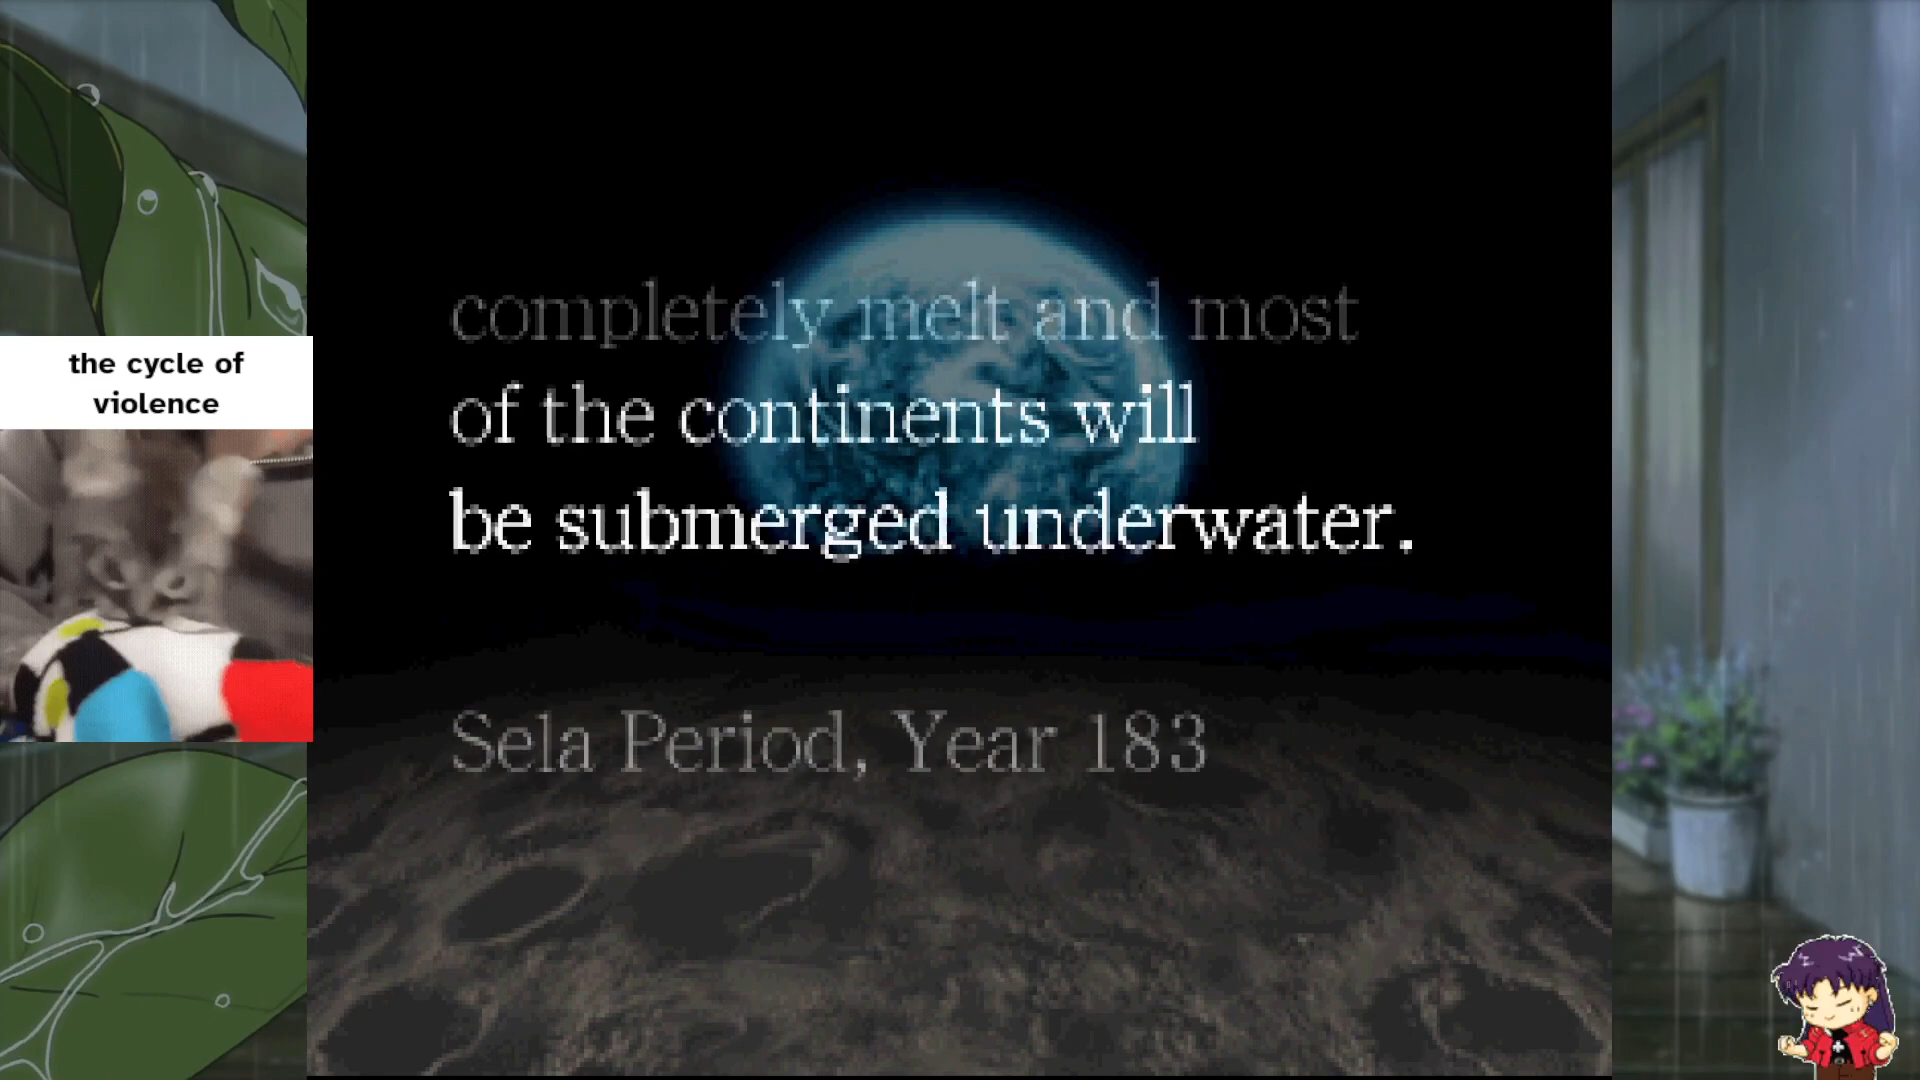 the cycle of
violence
completely melt and most
of the continents will
be submerged underwater.
Sela Period, Year 183